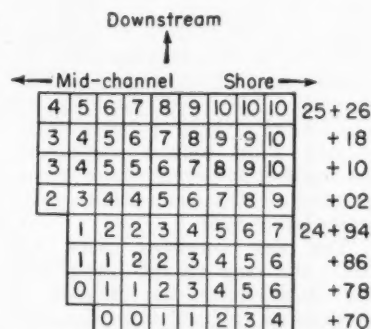 Downstream
Mid-channel Shore
4 5 6 7 8 9 10 10 10 25+26
3 4 5 6 7 8 9 9 10 +18
3 4 5 5 6 7 8 9 10 +10
2 3 4 4 5 6 7 8 9 +02
1 2 2 3 4 5 6 7 24+94
1 1 2 2 3 4 5 6 +86
0 1 1 2 3 4 5 6 +78
0 0 1 1 2 3 4 +70